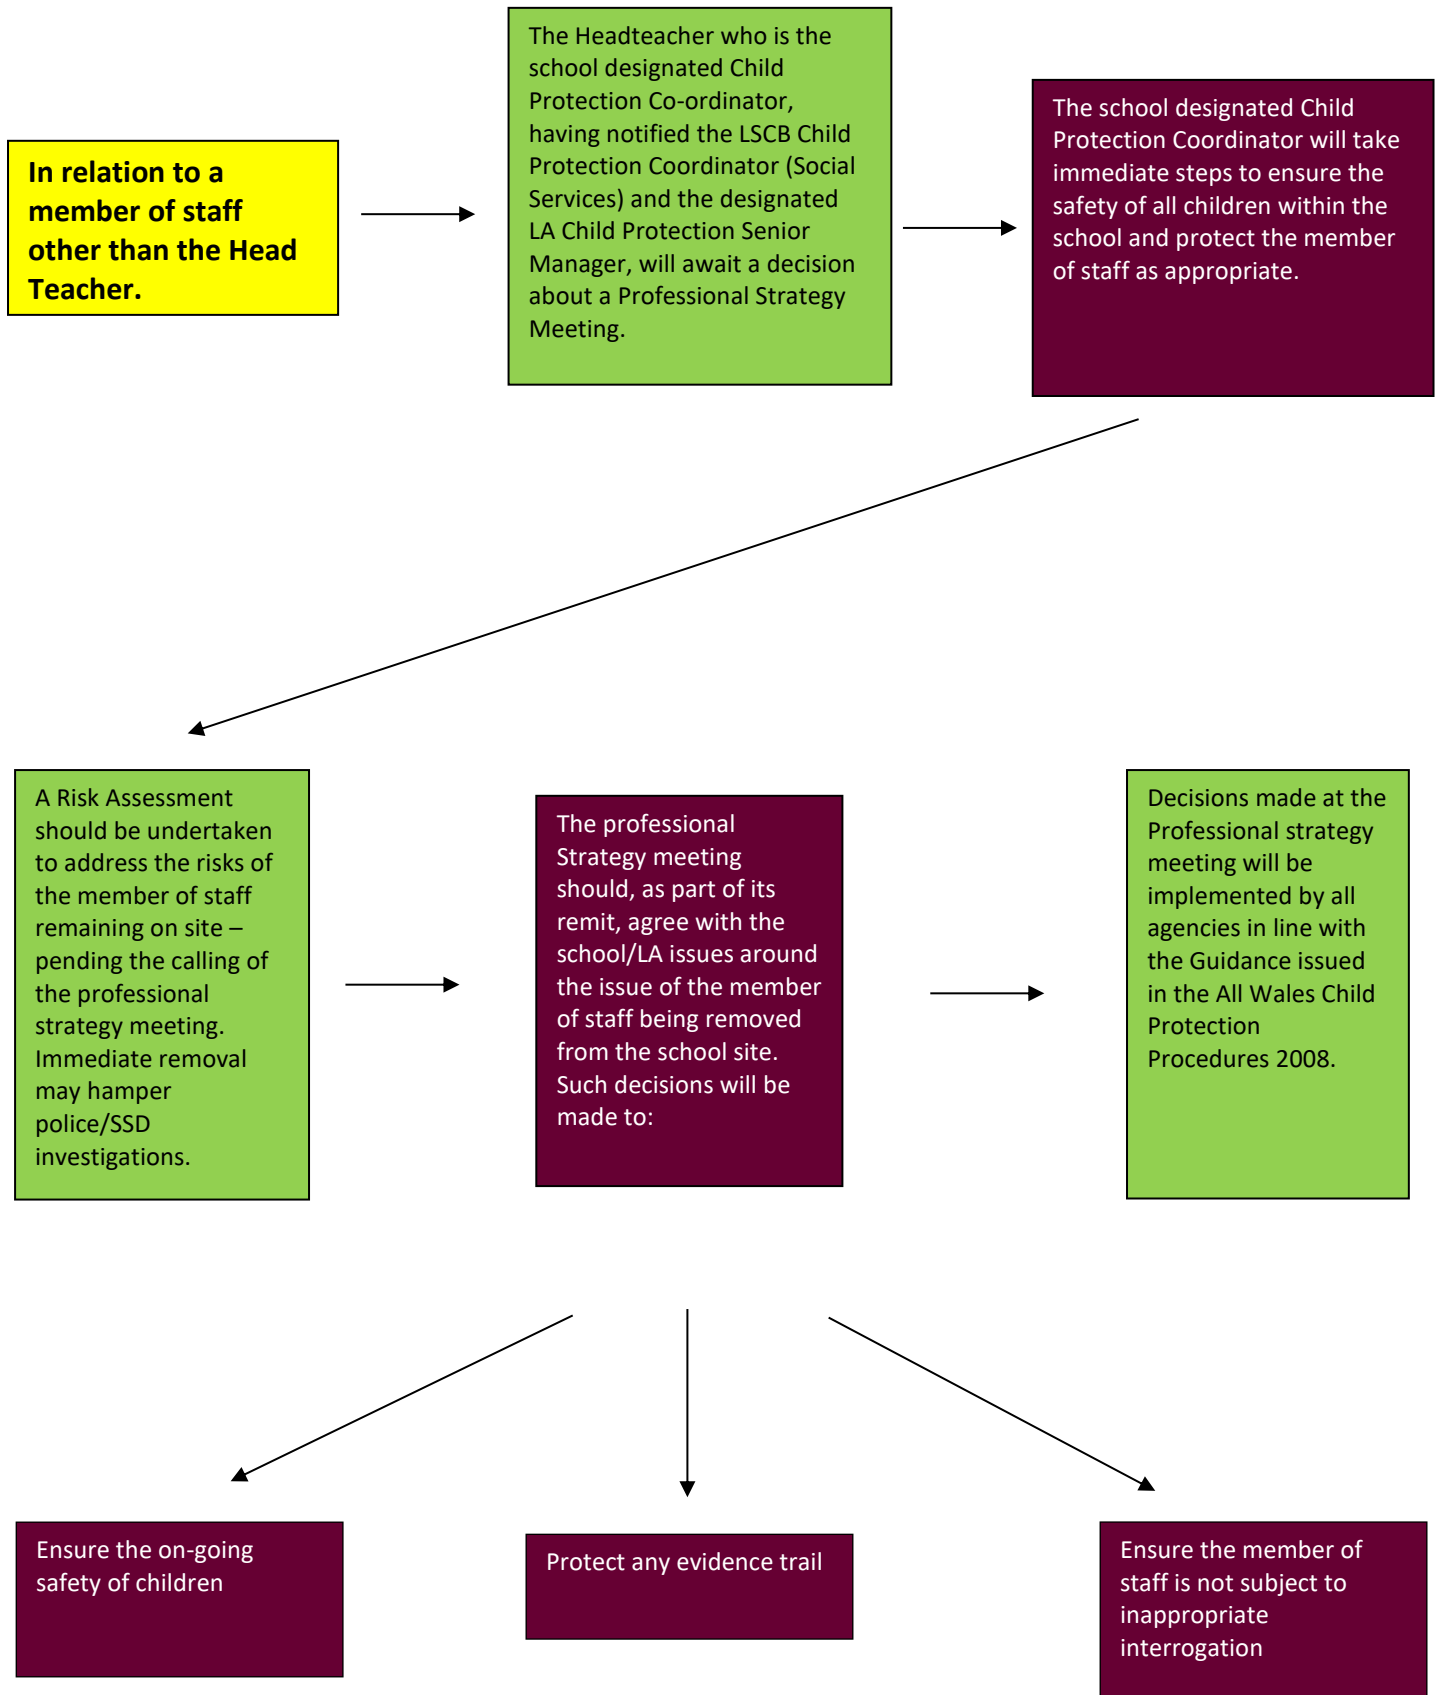 In relation to a
member of staff
other than the Head
Teacher.
The Headteacher who is the
school designated Child
Protection Co-ordinator,
having notified the LSCB Child
Protection Coordinator (Social
Services) and the designated
LA Child Protection Senior
Manager, will await a decision
about a Professional Strategy
Meeting.
The school designated Child
Protection Coordinator will take
immediate steps to ensure the
safety of all children within the
school and protect the member
of staff as appropriate.
A Risk Assessment
should be undertaken
to address the risks of
the member of staff
remaining on site –
pending the calling of
the professional
strategy meeting.
Immediate removal
may hamper
police/SSD
investigations.
The professional
Strategy meeting
should, as part of its
remit, agree with the
school/LA issues around
the issue of the member
of staff being removed
from the school site.
Such decisions will be
made to:
Decisions made at the
Professional strategy
meeting will be
implemented by all
agencies in line with
the Guidance issued
in the All Wales Child
Protection
Procedures 2008.
Ensure the on-going
safety of children
Protect any evidence trail
Ensure the member of
staff is not subject to
inappropriate
interrogation